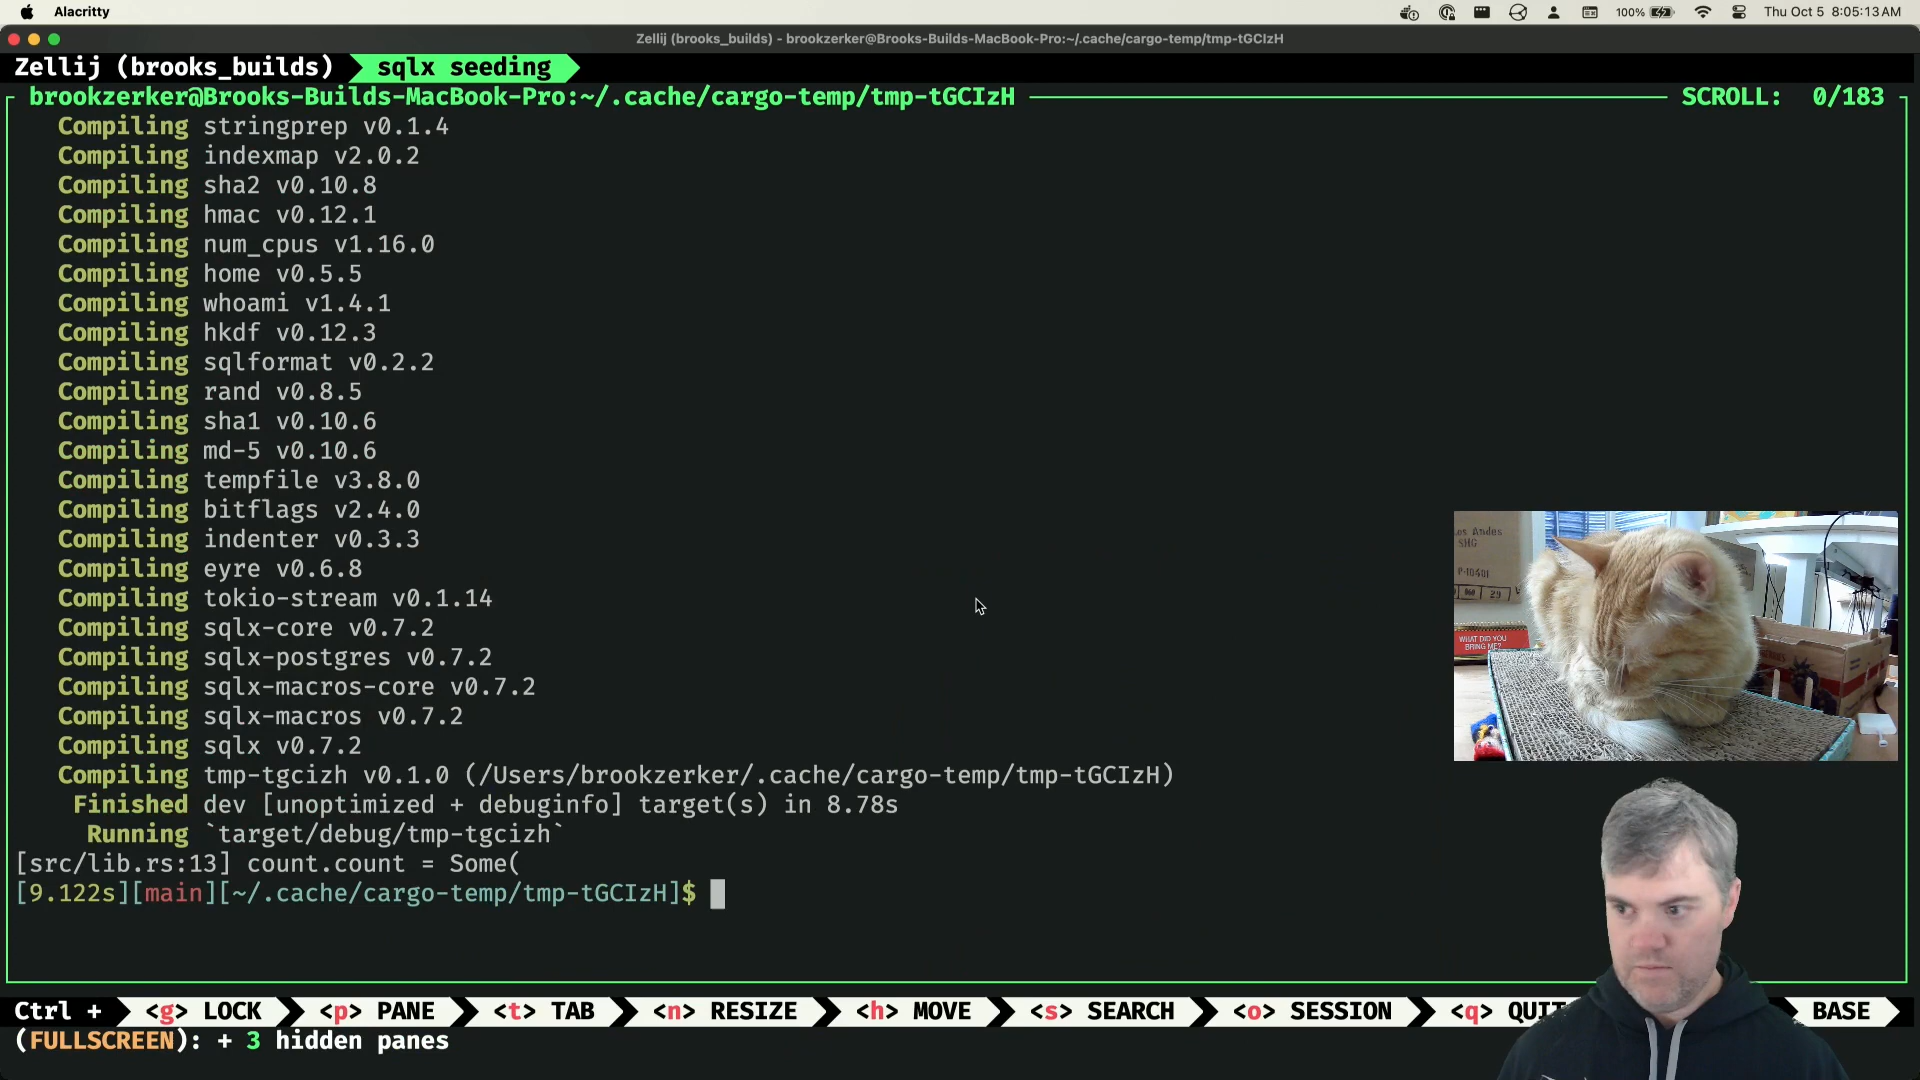 Alacritty
100%
Thu Oct 5 8:05:13 AM
Zellij (brooks_builds) - brookzerker@Brooks-Builds-MacBook-Pro:~/.cache/cargo-temp/tmp-tGCIzH
Zellij (brooks_builds) sqlx seeding
brookzerker@Brooks-Builds-MacBook-Pro:~/.cache/cargo-temp/tmp-tGCIzH SCROLL: 0/183
Compiling stringprep v0.1.4
Compiling indexmap v2.0.2
Compiling sha2 v0.10.8
Compiling hmac v0.12.1
Compiling num_cpus v1.16.0
Compiling home v0.5.5
Compiling whoami v1.4.1
Compiling hkdf v0.12.3
Compiling sqlformat v0.2.2
Compiling rand v0.8.5
Compiling sha1 v0.10.6
Compiling md-5 v0.10.6
Compiling tempfile v3.8.0
Compiling bitflags v2.4.0
Compiling indenter v0.3.3
Compiling eyre v0.6.8
Compiling tokio-stream v0.1.14
Compiling sqlx-core v0.7.2
Compiling sqlx-postgres v0.7.2
Compiling sqlx-macros-core v0.7.2
Compiling sqlx-macros v0.7.2
Compiling sqlx v0.7.2
Compiling tmp-tgcizh v0.1.0 (/Users/brookzerker/.cache/cargo-temp/tmp-tGCIzH)
Finished dev [unoptimized + debuginfo] target(s) in 8.78s
Running `target/debug/tmp-tgcizh`
[src/lib.rs:13] count.count = Some(
[9.122s][main][~/.cache/cargo-temp/tmp-tGCIzH]$
Los Andes
SHG
P-10401
29
WHAT DID YOU
BRING ME?
Ctrl + <g> LOCK <p> PANE <t> TAB <n> RESIZE <h> MOVE <s> SEARCH <o> SESSION <q> QUIT BASE
(FULLSCREEN): + 3 hidden panes